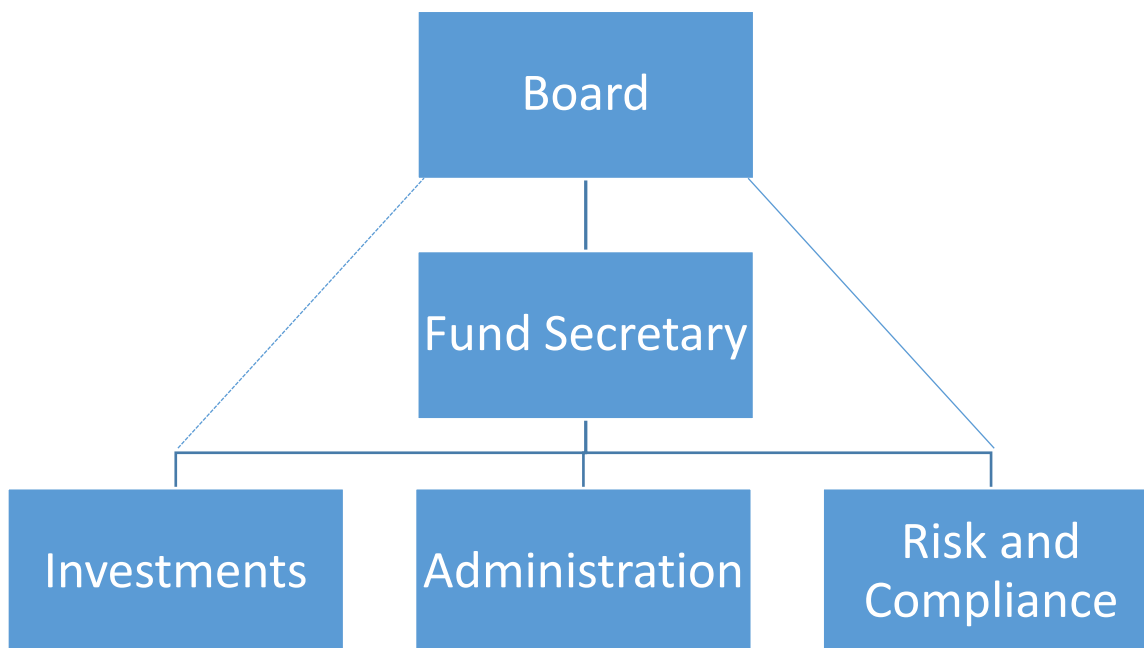 Board
Fund Secretary
Investments
Administration
Risk and
Compliance